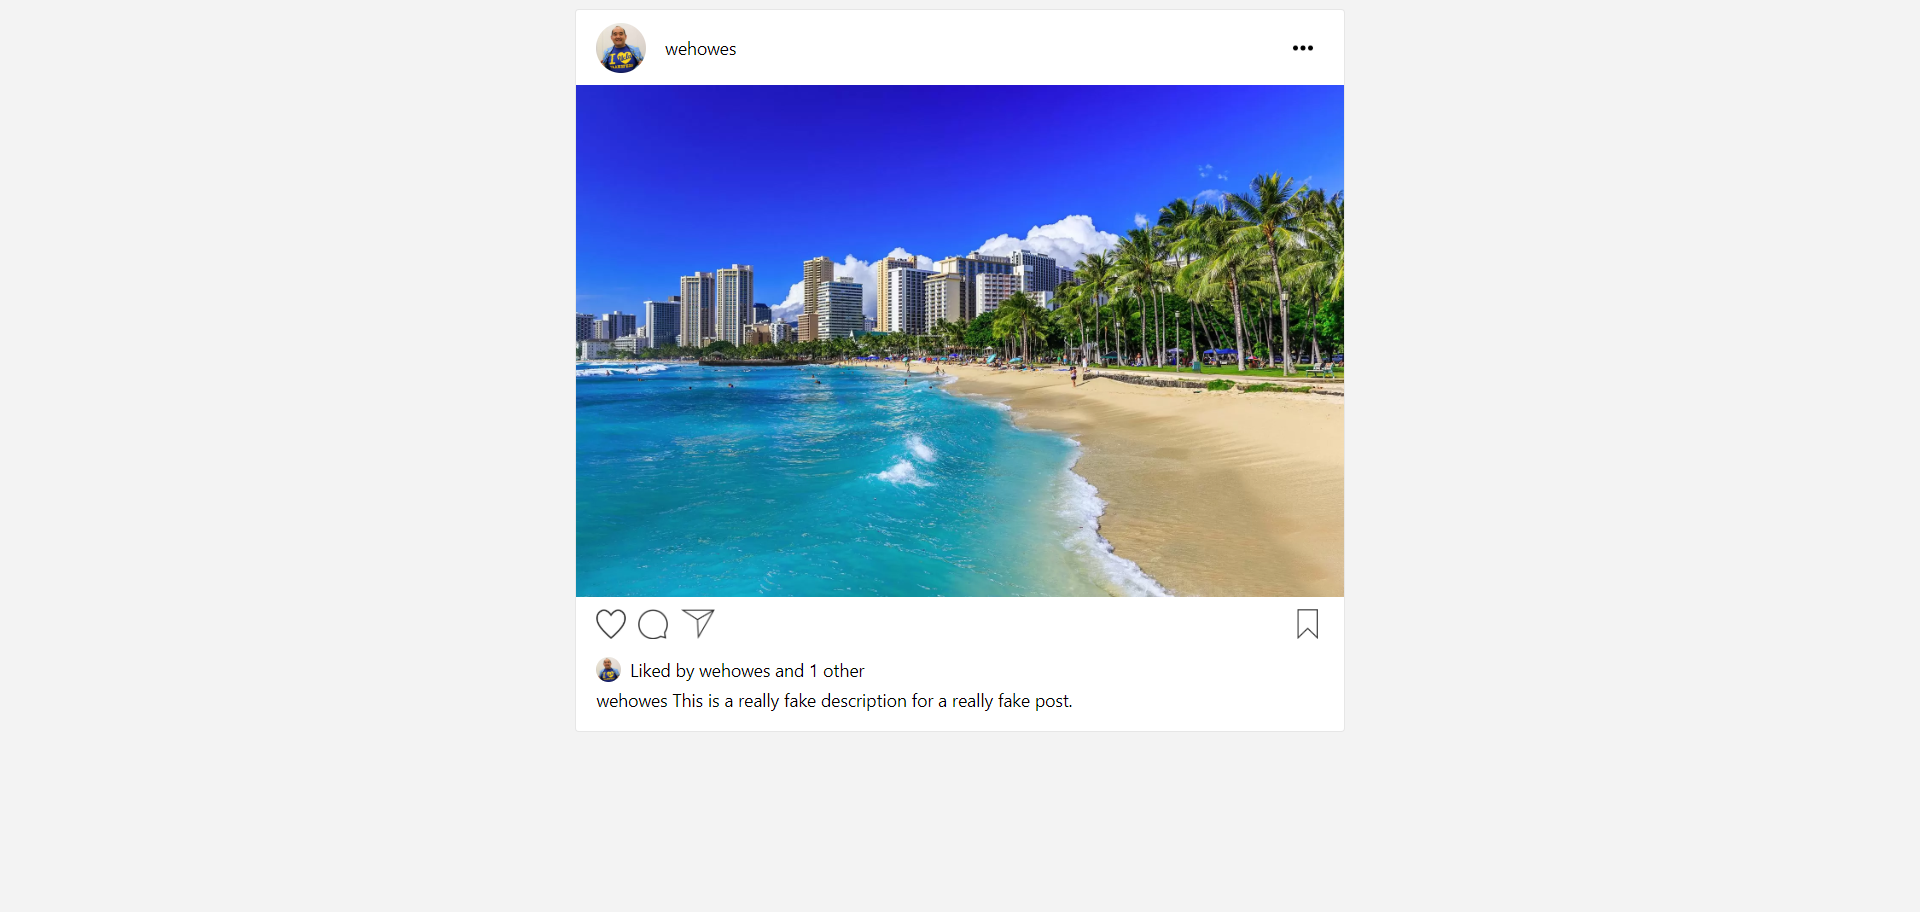 wehowes
Liked by wehowes and 1 other
wehowes This is a really fake description for a really fake post.